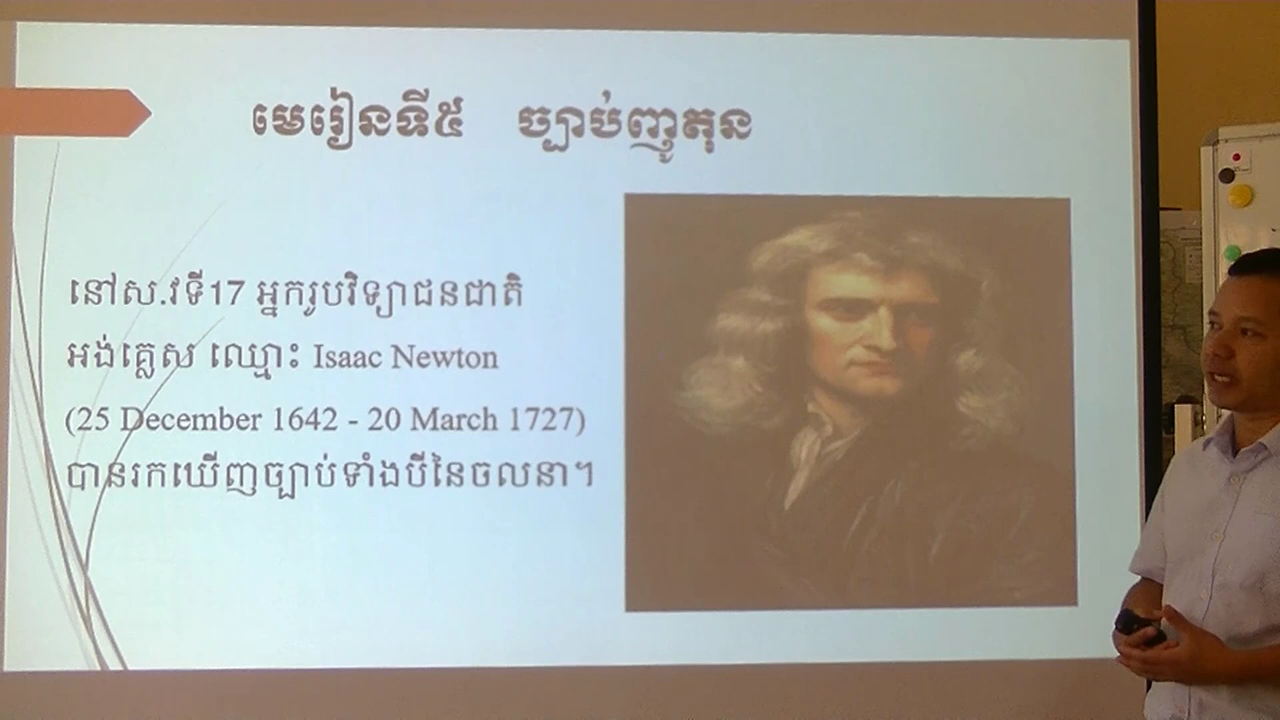 មេរៀនទី៥ ច្បាប់ញូតុន
នៅស.វទី17 អ្នករូបវិទ្យាជនជាតិ
អង់គ្លេស ឈ្មោះ Isaac Newton
(25 December 1642 - 20 March 1727)
បានរកឃើញច្បាប់ទាំងបីនៃចលនា។